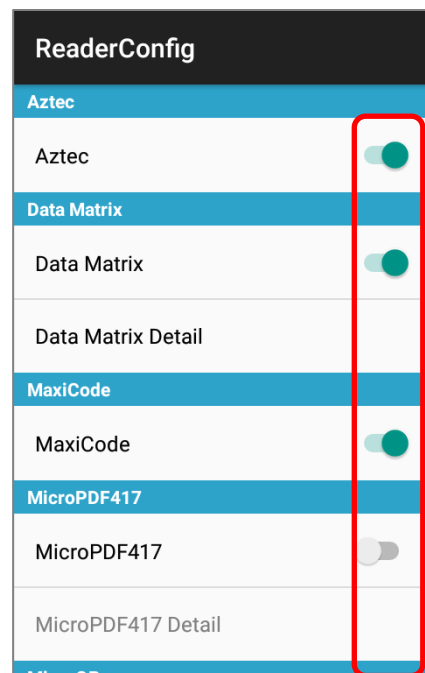 ReaderConfig
Aztec
Aztec
Data Matrix
Data Matrix
Data Matrix Detail
MaxiCode
MaxiCode
MicroPDF417
MicroPDF417
MicroPDF417 Detail